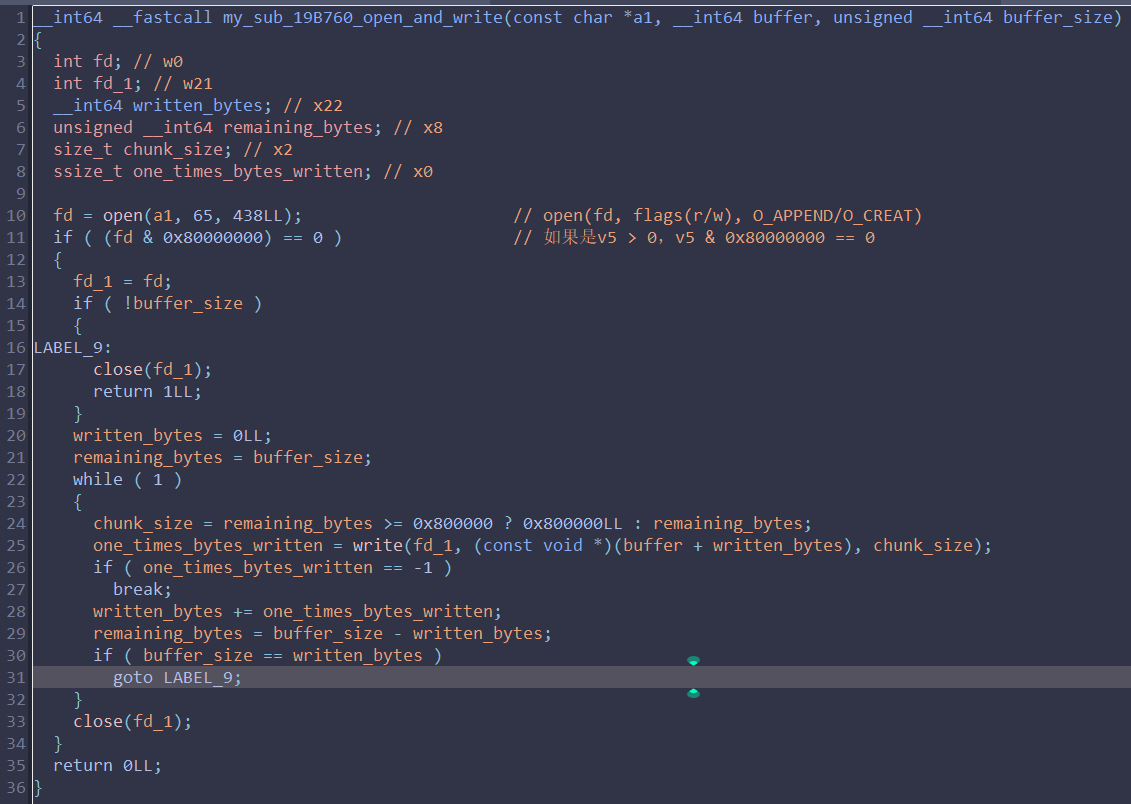 1 __int64 __fastcall my_sub_19B760_open_and_write(const char *a1, __int64 buffer, unsigned __int64 buffer_size)
2 {
3 int fd; // w0
4 int fd_1; // w21
5 __int64 written_bytes; // x22
6 unsigned __int64 remaining_bytes; // x8
7 size_t chunk_size; // x2
8 ssize_t one_times_bytes_written; // x0
9
10 fd = open(a1, 65, 438LL); // open(fd, flags(r/w), O_APPEND/O_CREAT)
11 if ( (fd & 0x80000000) == 0 ) // 如果是v5 > 0，v5 & 0x80000000 == 0
12 {
13 fd_1 = fd;
14 if ( !buffer_size )
15 {
16 LABEL_9:
17 close(fd_1);
18 return 1LL;
19 }
20 written_bytes = 0LL;
21 remaining_bytes = buffer_size;
22 while ( 1 )
23 {
24 chunk_size = remaining_bytes >= 0x800000 ? 0x800000LL : remaining_bytes;
25 one_times_bytes_written = write(fd_1, (const void *)(buffer + written_bytes), chunk_size);
26 if ( one_times_bytes_written == -1 )
27 break;
28 written_bytes += one_times_bytes_written;
29 remaining_bytes = buffer_size - written_bytes;
30 if ( buffer_size == written_bytes )
31 goto LABEL_9;
32 }
33 close(fd_1);
34 }
35 return 0LL;
36 }